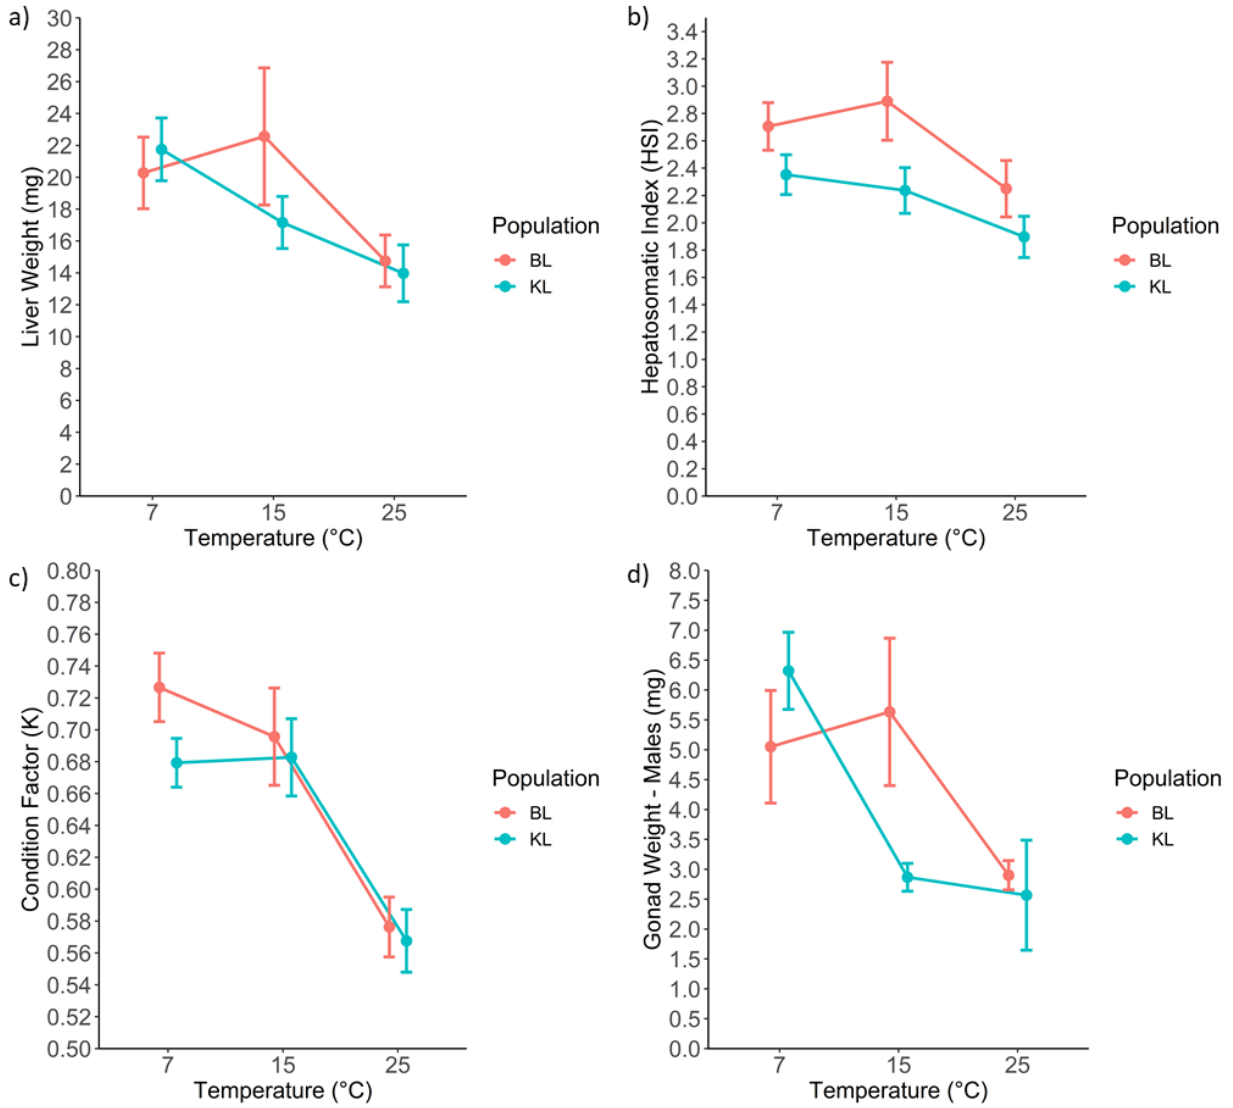 a)
30
28
26
24
22
20
18
16
14
12
10
8
6
4
2
0
Liver Weight (mg)
7 15 25
Temperature (°C)
Population
BL
KL
b)
3.4
3.2
3.0
2.8
2.6
2.4
2.2
2.0
1.8
1.6
1.4
1.2
1.0
0.8
0.6
0.4
0.2
0.0
Hepatosomatic Index (HSI)
7 15 25
Temperature (°C)
Population
BL
KL
c)
0.80
0.78
0.76
0.74
0.72
0.70
0.68
0.66
0.64
0.62
0.60
0.58
0.56
0.54
0.52
0.50
Condition Factor (K)
7 15 25
Temperature (°C)
Population
BL
KL
d)
8.0
7.5
7.0
6.5
6.0
5.5
5.0
4.5
4.0
3.5
3.0
2.5
2.0
1.5
1.0
0.5
0.0
Gonad Weight - Males (mg)
7 15 25
Temperature (°C)
Population
BL
KL